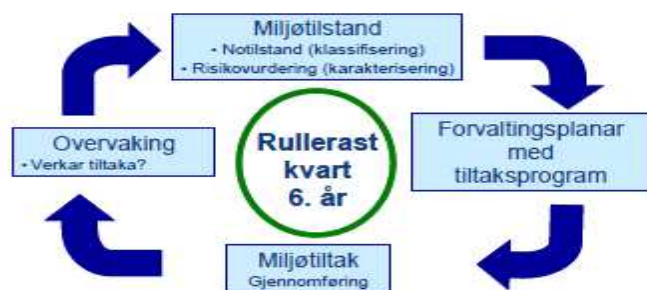 Miljøtilstand
• Notilstand (klassifisering)
• Risikovurdering (karakterisering)
Forvaltingsplanar
med
tiltaksprogram
Miljøtiltak
Gjennomføring
Overvaking
• Verkar tiltaka?
Rullerast
kvart
6. år